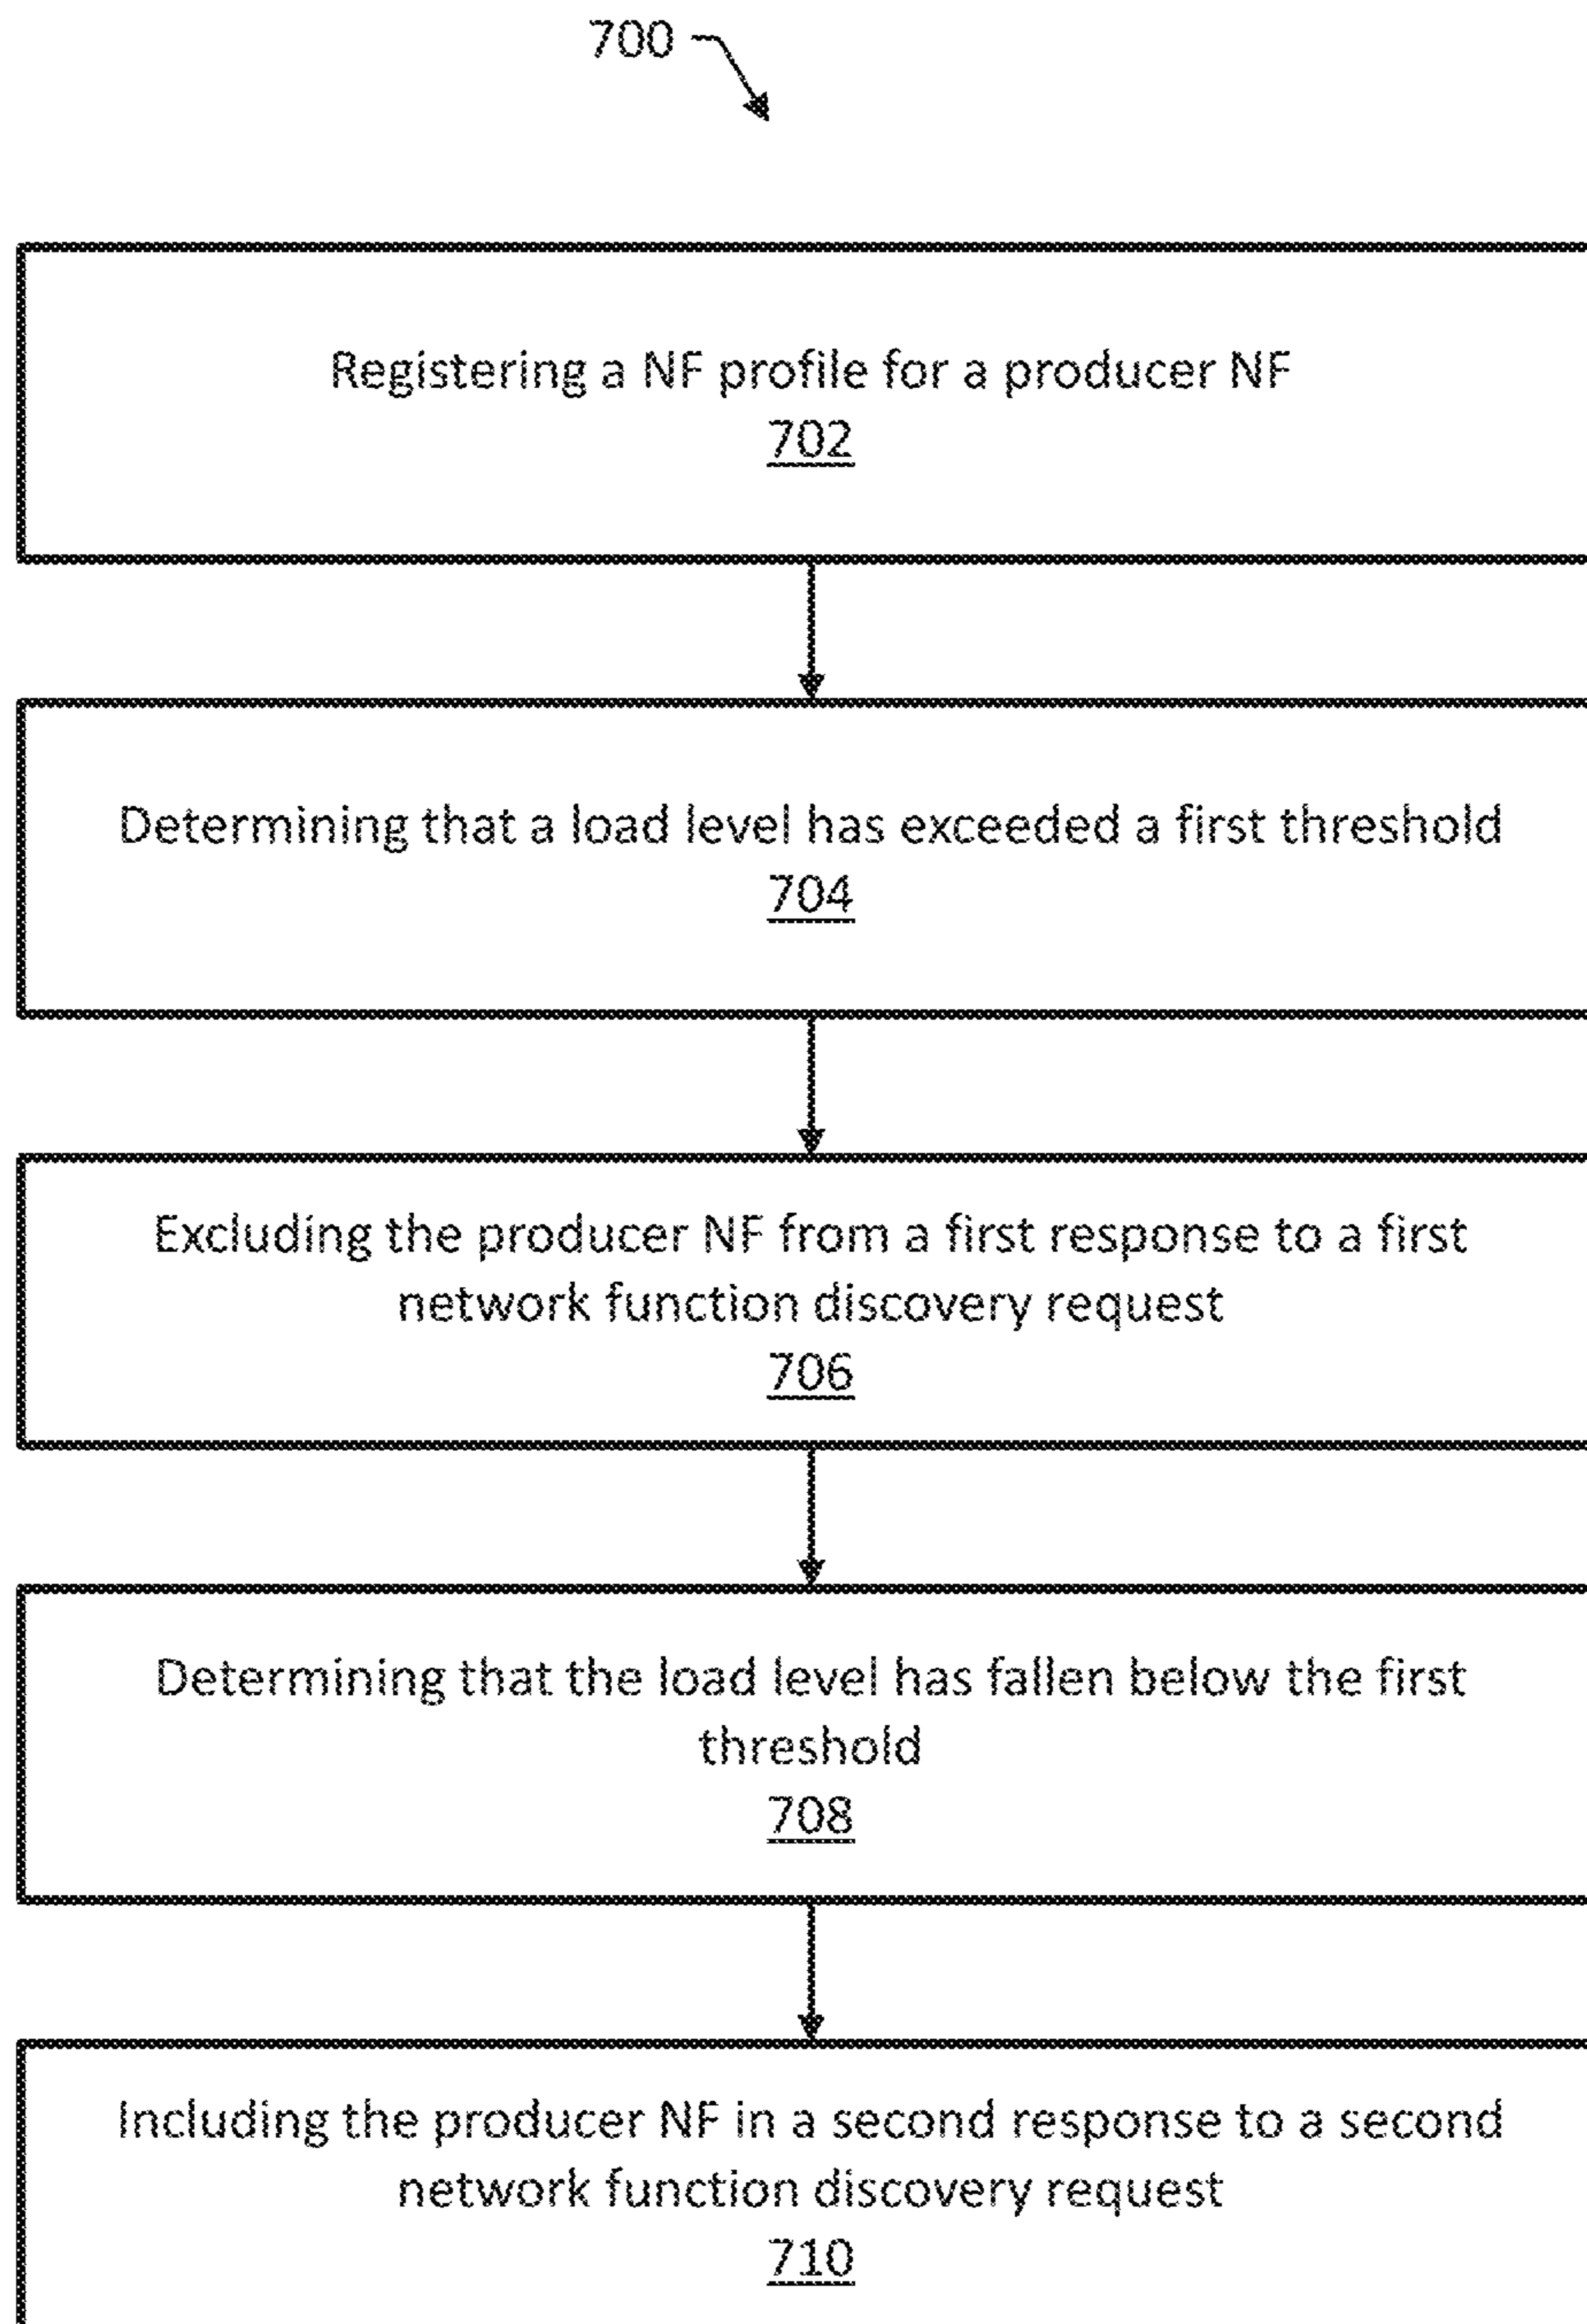 700
Registering a NF profile for a producer NF
702
Determining that a load level has exceeded a first threshold
704
Excluding the producer NF from a first response to a first
network function discovery request
706
Determining that the load level has fallen below the first
threshold
708
Including the producer NF in a second response to a second
network function discovery request
710